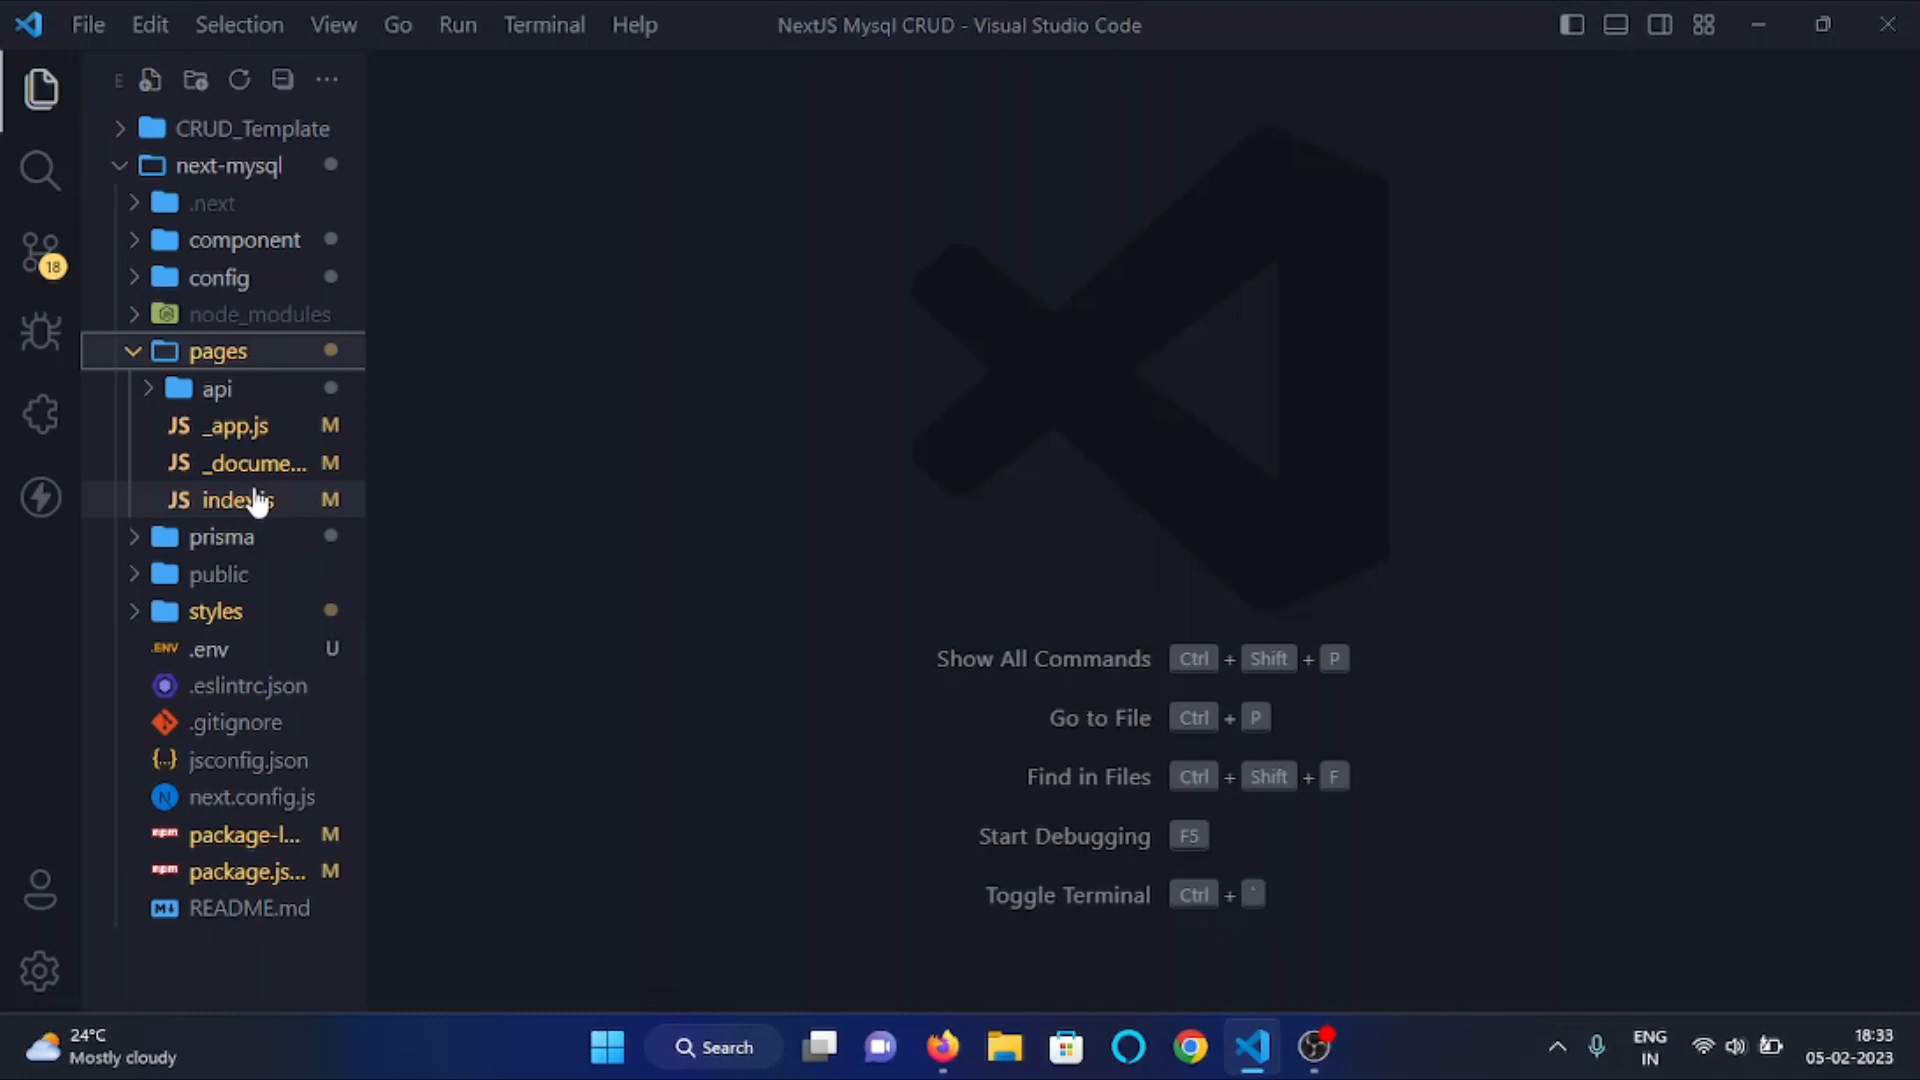 File Edit Selection View Go Run Terminal Help
NextJS Mysql CRUD - Visual Studio Code
E
CRUD_Template
next-mysql
.next
component
config
node_modules
pages
api
JS _app.js M
JS _docume... M
JS index.js M
prisma
public
styles
.ENV .env U
.eslintrc.json
.gitignore
{..} jsconfig.json
N next.config.js
npm package-l... M
npm package.js... M
M↓ README.md
18
Show All Commands Ctrl + Shift + P
Go to File Ctrl + P
Find in Files Ctrl + Shift + F
Start Debugging F5
Toggle Terminal Ctrl + `
24°C
Mostly cloudy
Search
ENG
IN
18:33
05-02-2023